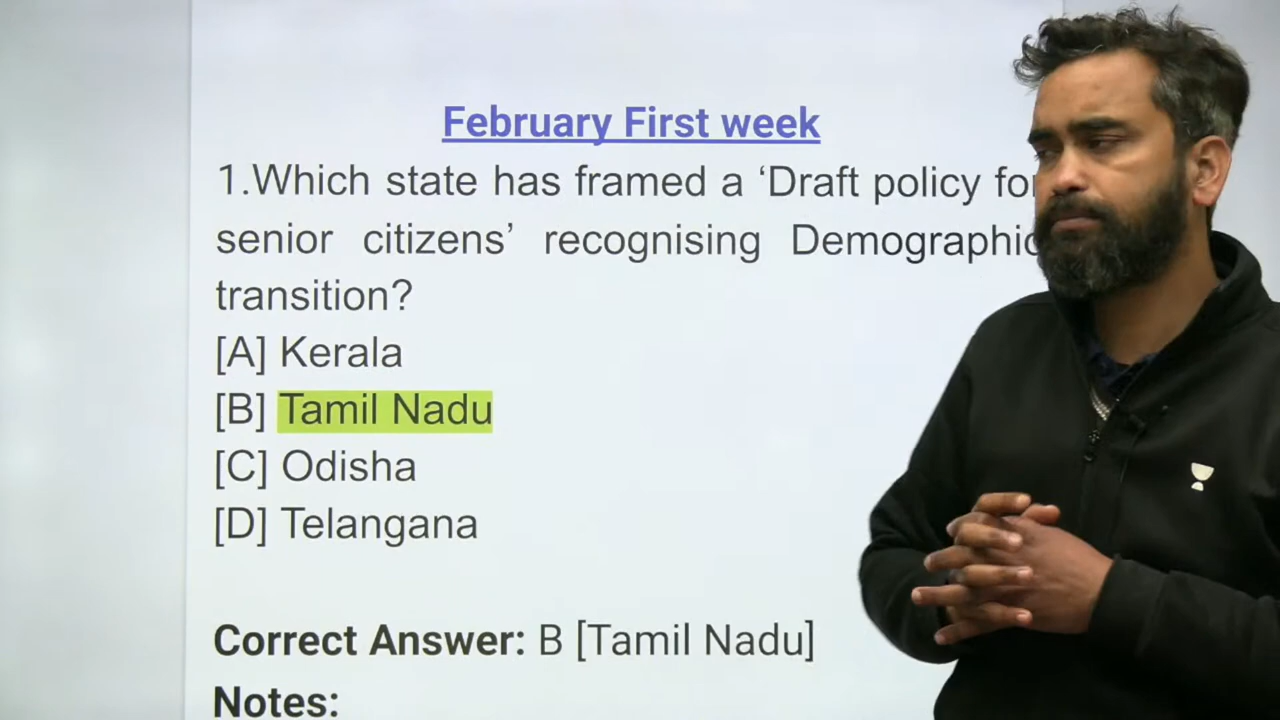 February First week
1.Which state has framed a ‘Draft policy for
senior citizens’ recognising Demographic
transition?
[A] Kerala
[B] Tamil Nadu
[C] Odisha
[D] Telangana
Correct Answer: B [Tamil Nadu]
Notes: